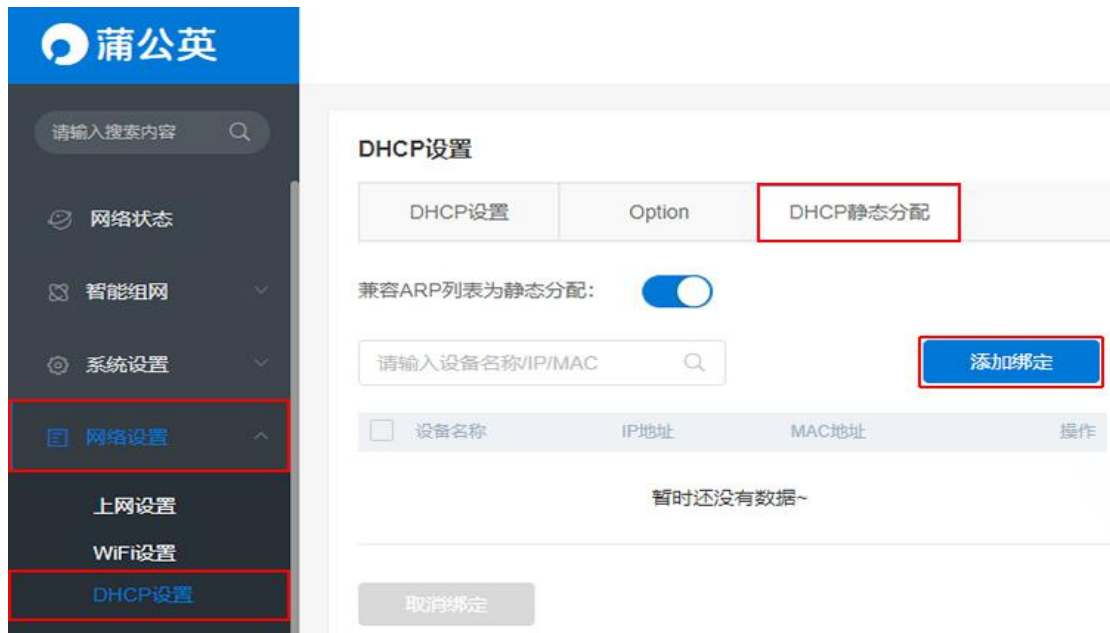 蒲公英
请输入搜索内容
网络状态
智能组网
系统设置
网络设置
上网设置
WiFi设置
DHCP设置
DHCP设置
DHCP设置 Option DHCP静态分配
兼容ARP列表为静态分配：
请输入设备名称/IP/MAC 添加绑定
设备名称 IP地址 MAC地址 操作
暂时还没有数据~
取消绑定